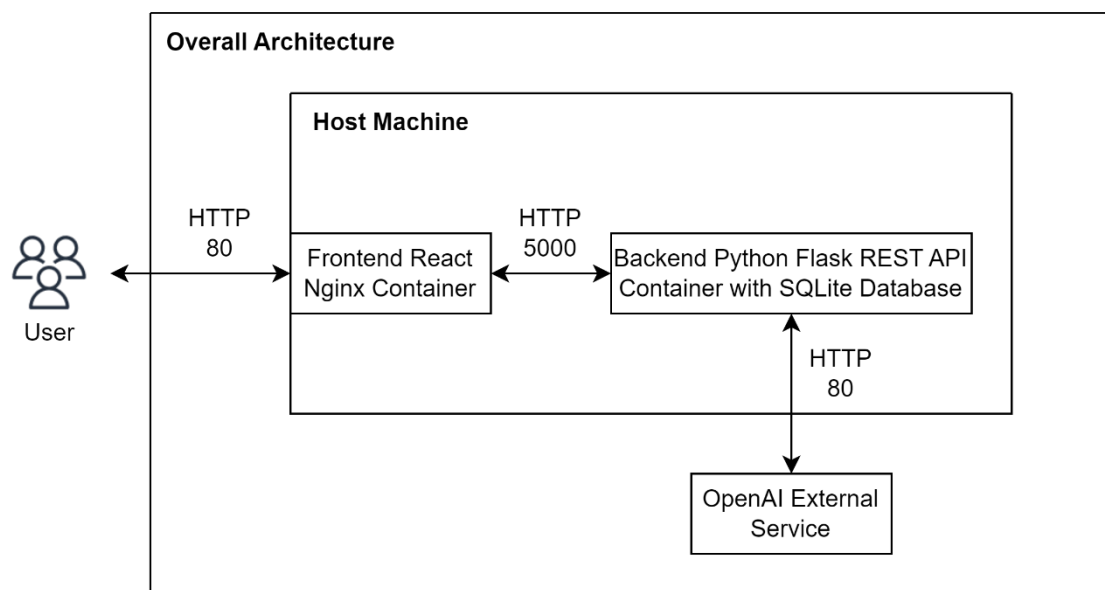 Overall Architecture
Host Machine
HTTP
80
HTTP
5000
Frontend React
Nginx Container
Backend Python Flask REST API
Container with SQLite Database
User
HTTP
80
OpenAI External
Service